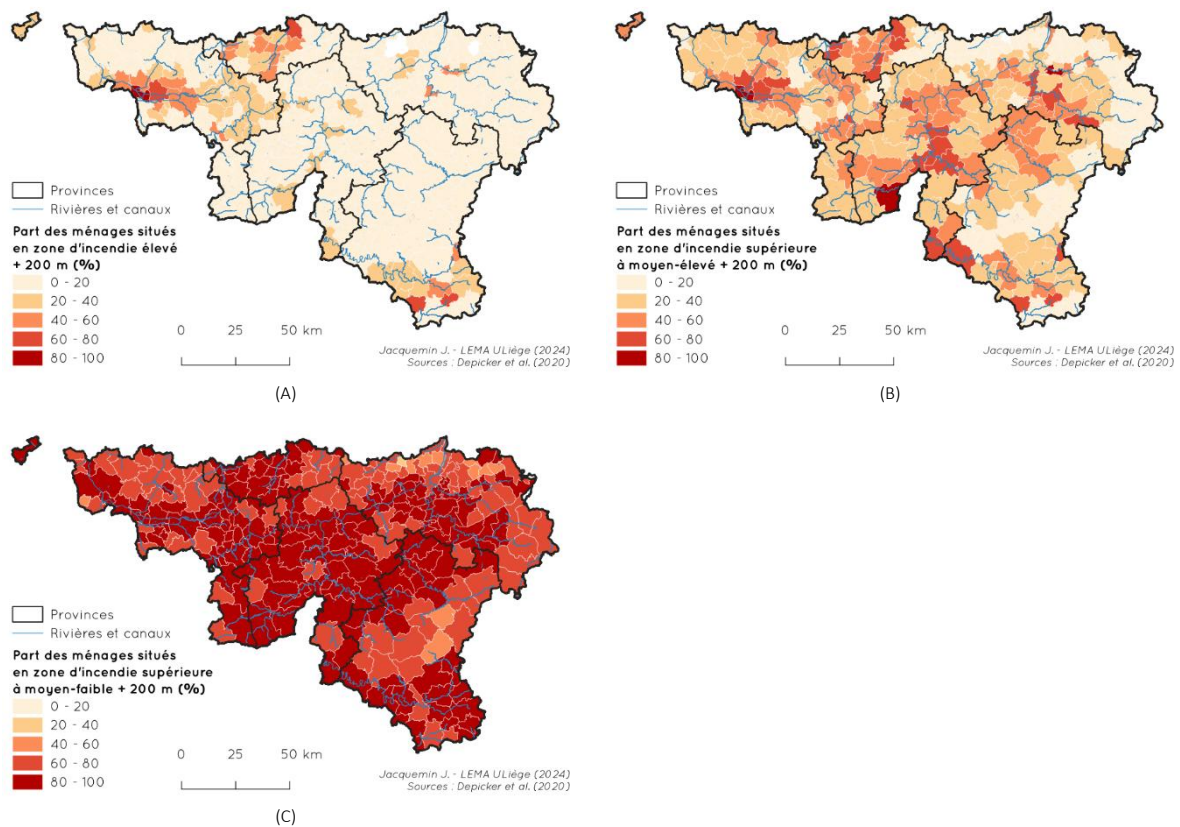 Provinces
Rivières et canaux
Part des ménages situés
en zone d'incendie élevé
+ 200 m (%)
0 - 20
20 - 40
40 - 60
60 - 80
80 - 100
0 25 50 km
Jacquemin J. - LEMA ULiège (2024)
Sources : Depicker et al. (2020)
(A)
Provinces
Rivières et canaux
Part des ménages situés
en zone d'incendie supérieure
à moyen-élevé + 200 m (%)
0 - 20
20 - 40
40 - 60
60 - 80
80 - 100
0 25 50 km
Jacquemin J. - LEMA ULiège (2024)
Sources : Depicker et al. (2020)
(B)
Provinces
Rivières et canaux
Part des ménages situés
en zone d'incendie supérieure
à moyen-faible + 200 m (%)
0 - 20
20 - 40
40 - 60
60 - 80
80 - 100
0 25 50 km
Jacquemin J. - LEMA ULiège (2024)
Sources : Depicker et al. (2020)
(C)